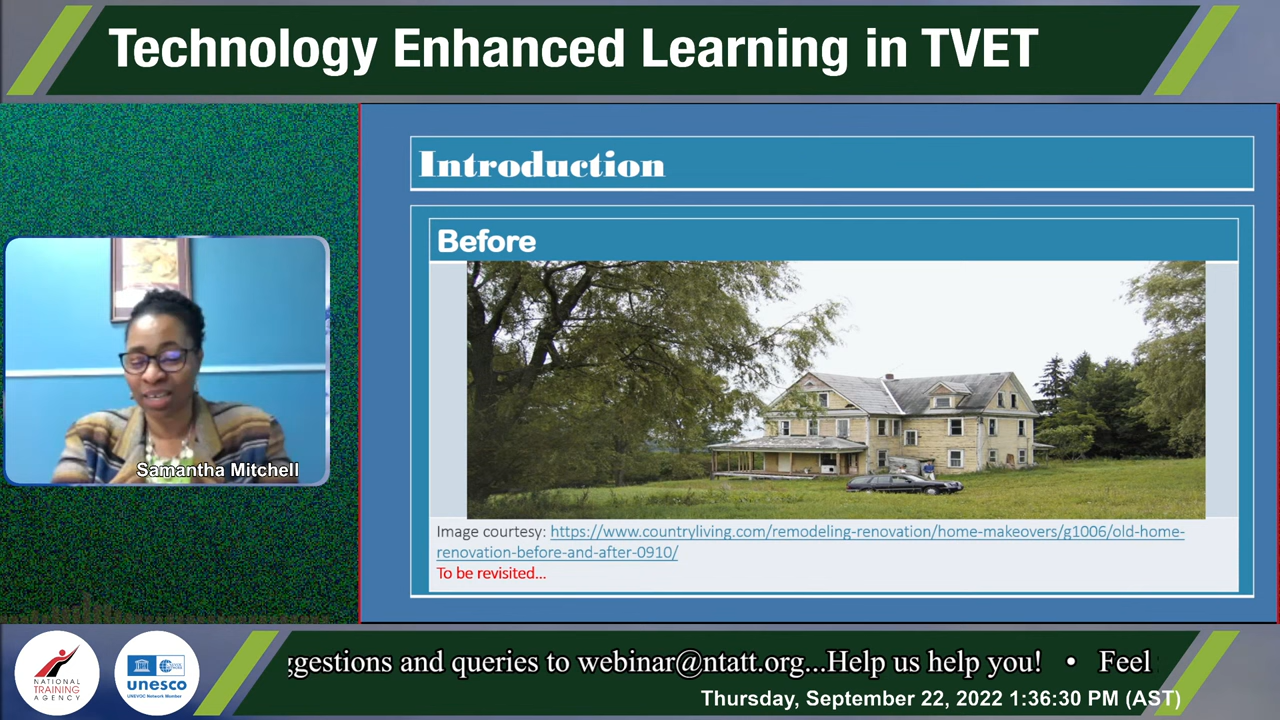 Technology Enhanced Learning in TVET
Introduction
Before
Image courtesy: https://www.countryliving.com/remodeling-renovation/home-makeovers/g1006/old-home-
renovation-before-and-after-0910/
To be revisited...
Samantha Mitchell
NATIONAL
TRAINING
AGENCY
unesco
UNEVOC Network Member
ggestions and queries to webinar@ntatt.org...Help us help you! • Feel
Thursday, September 22, 2022 1:36:30 PM (AST)